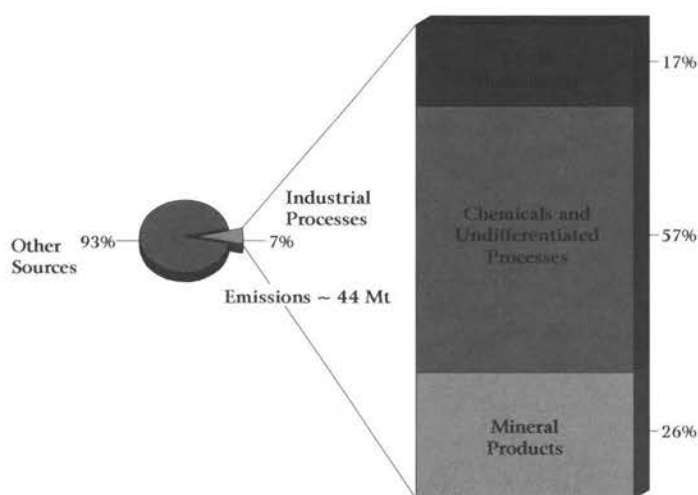 17%
Industrial
Processes
Chemicals and
Undifferentiated
Processes
57%
Other
Sources
93%
7%
Emissions ~ 44 Mt
Mineral
Products
26%